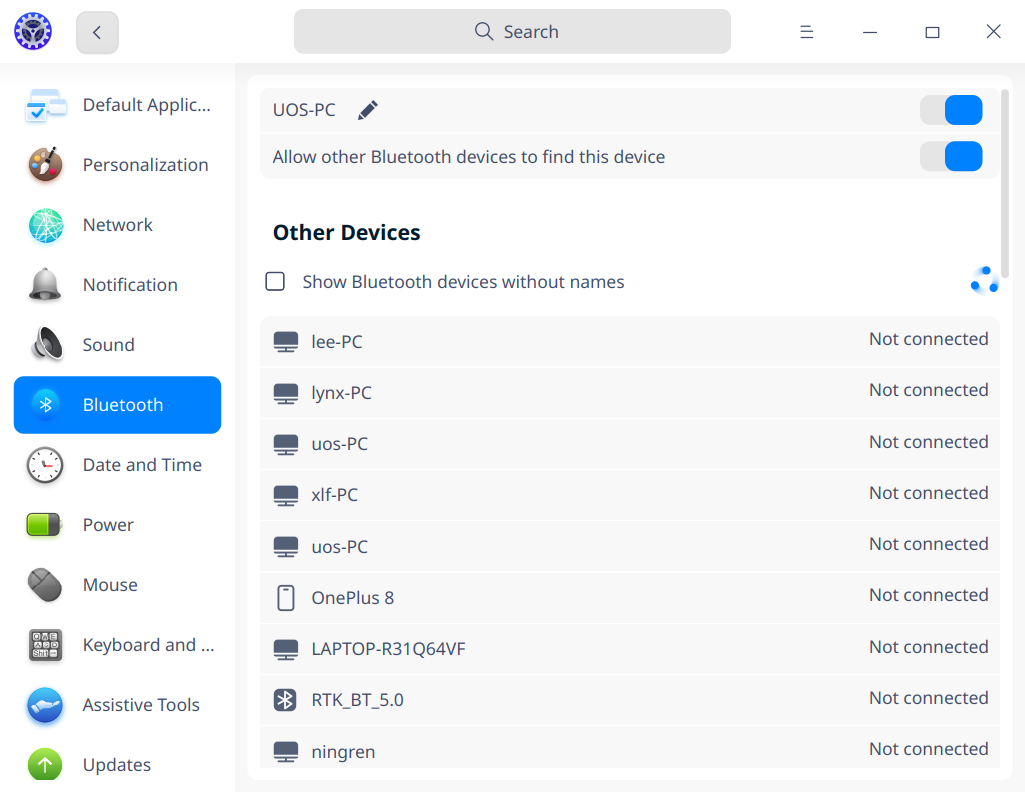 Search
Default Applic...
Personalization
Network
Notification
Sound
Bluetooth
Date and Time
Power
Mouse
Keyboard and ...
Assistive Tools
Updates
UOS-PC
Allow other Bluetooth devices to find this device
Other Devices
Show Bluetooth devices without names
lee-PC Not connected
lynx-PC Not connected
uos-PC Not connected
xlf-PC Not connected
uos-PC Not connected
OnePlus 8 Not connected
LAPTOP-R31Q64VF Not connected
RTK_BT_5.0 Not connected
ningren Not connected